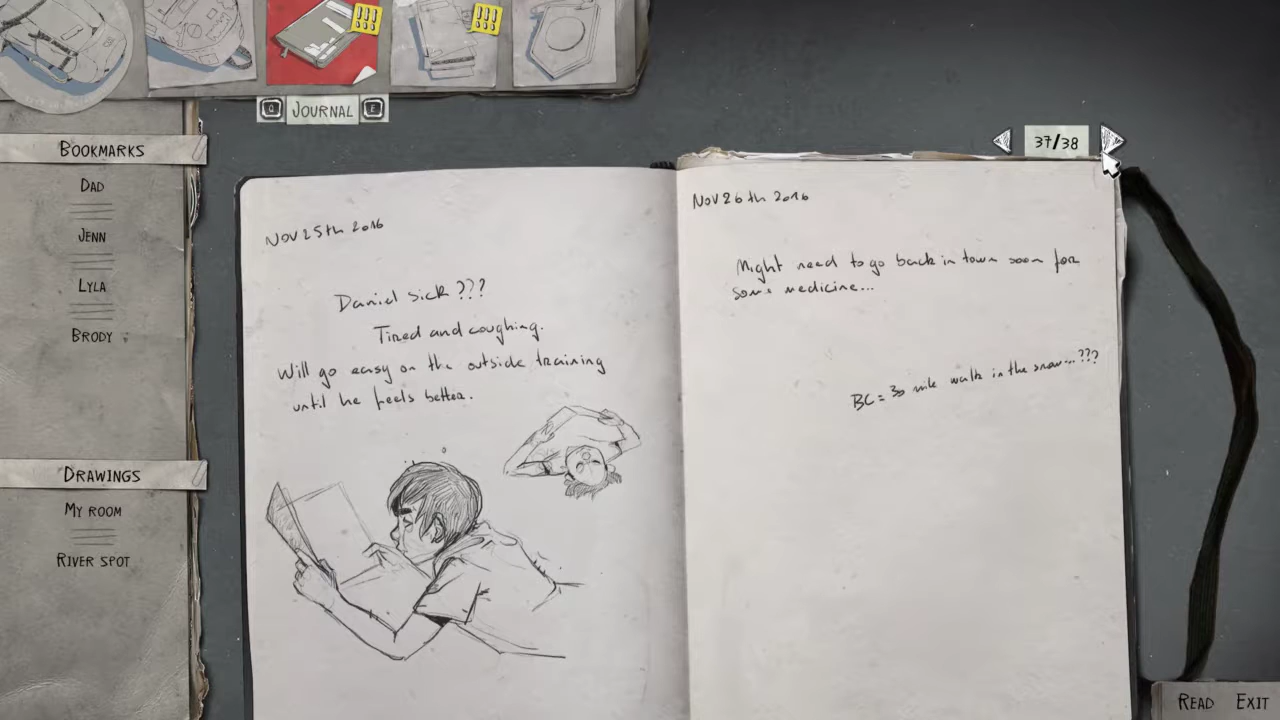 Q JOURNAL E
BOOKMARKS
DAD
JENN
LYLA
BRODY
DRAWINGS
MY ROOM
RIVER SPOT
37/38
NOV 25th 2016
Daniel sick ???
Tired and coughing.
Will go easy on the outside training
until he feels better.
NOV 26th 2016
Might need to go back in town soon for
some medicine...
BC = 30 mile walk in the snow...???
READ EXIT